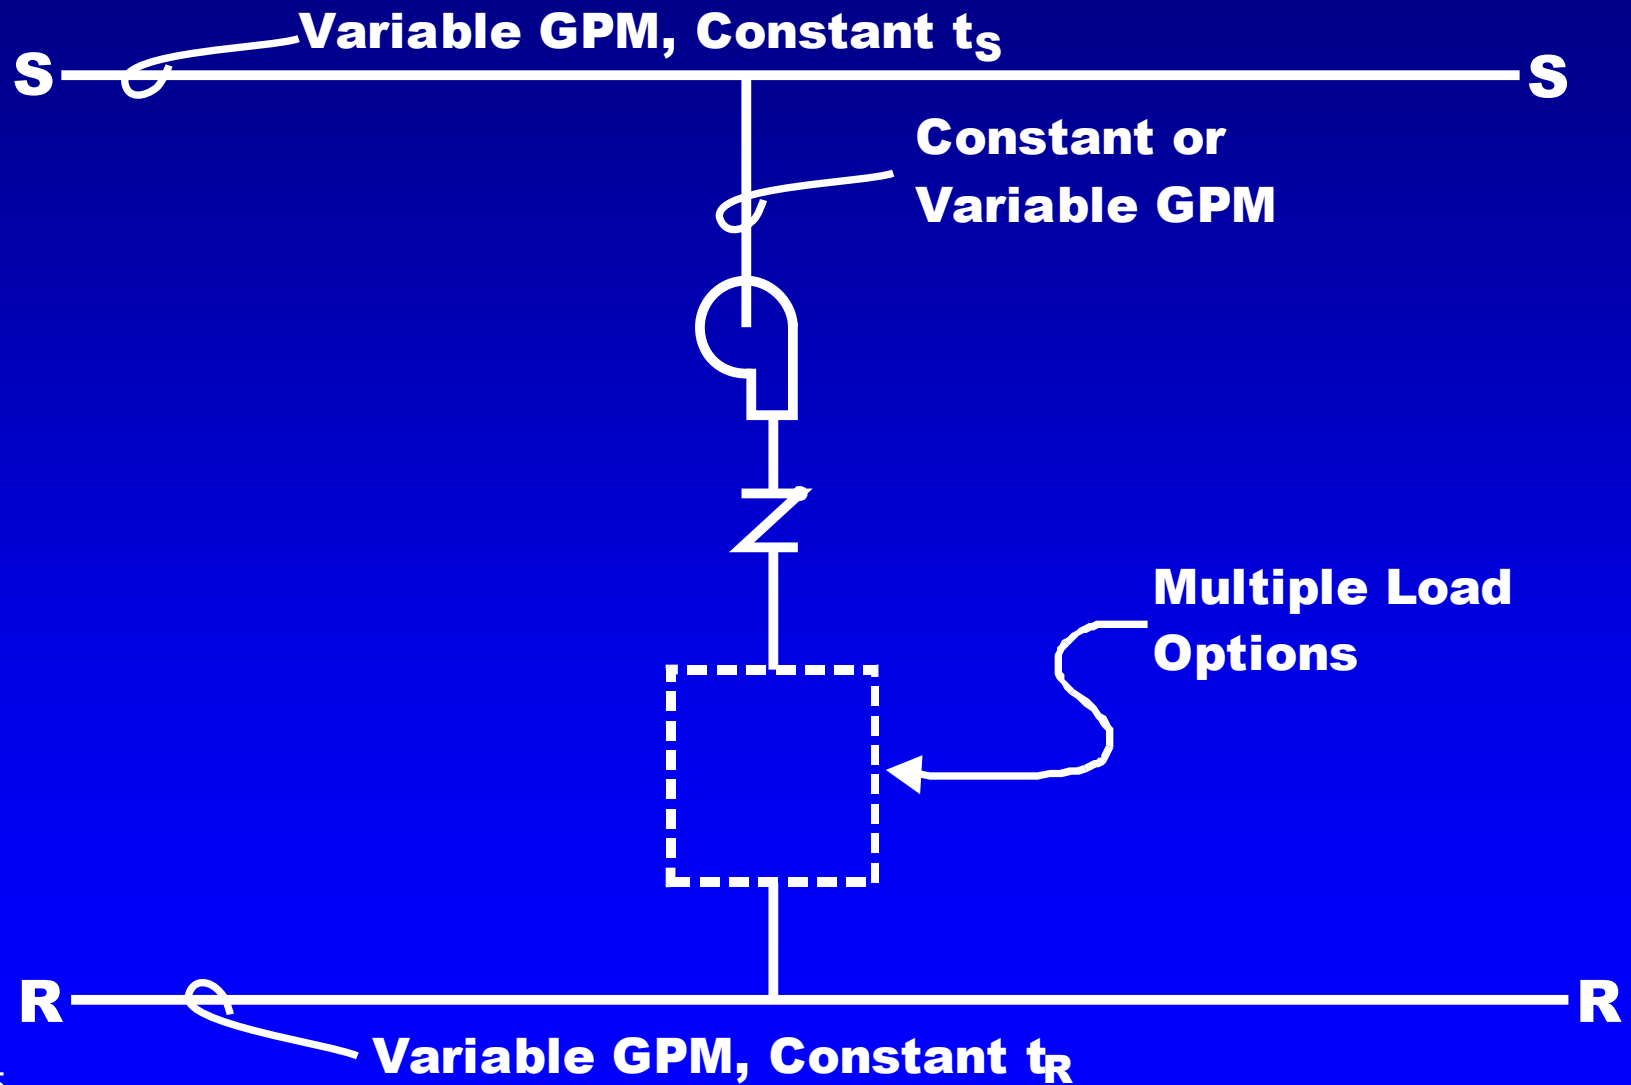 Variable GPM, Constant tS
S
S
Constant or
Variable GPM
Multiple Load
Options
R
R
Variable GPM, Constant tR